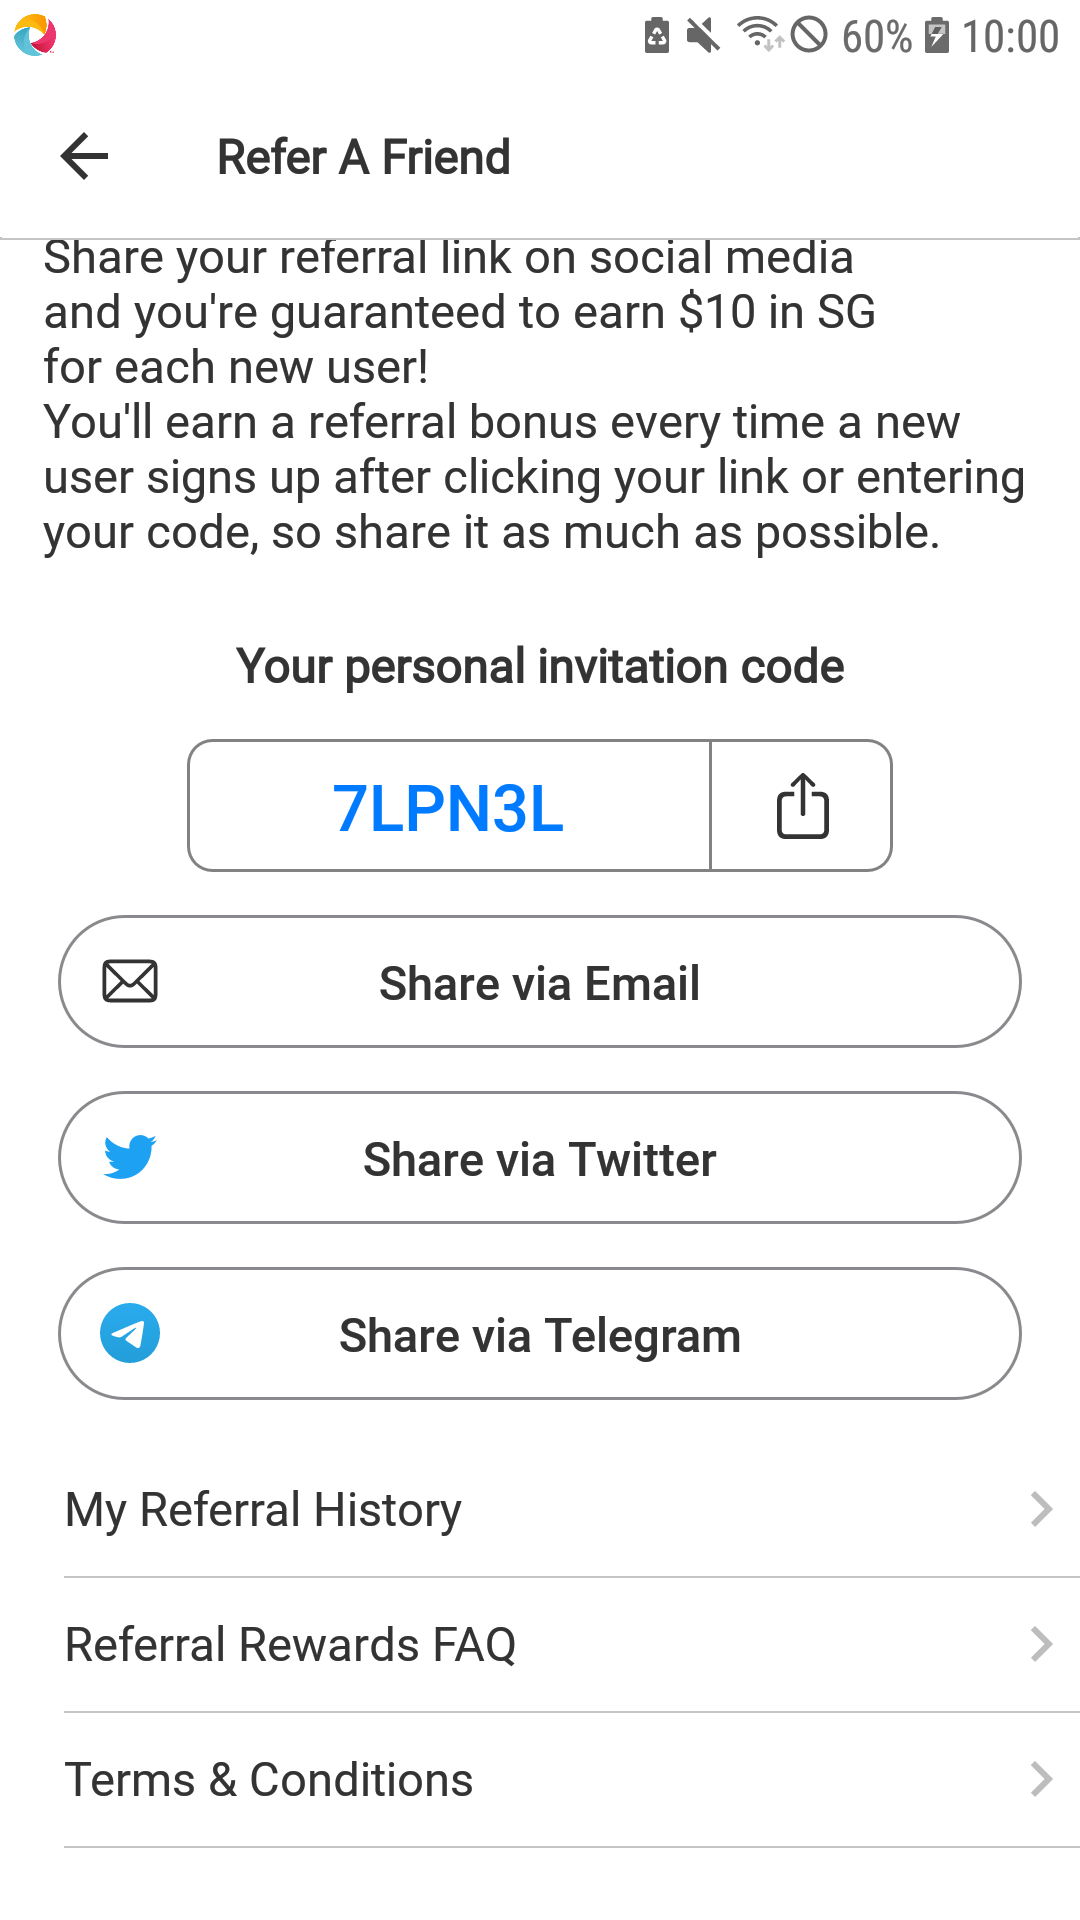 60% 10:00
Refer A Friend
Share your referral link on social media
and you're guaranteed to earn $10 in SG
for each new user!
You'll earn a referral bonus every time a new
user signs up after clicking your link or entering
your code, so share it as much as possible.
Your personal invitation code
7LPN3L
Share via Email
Share via Twitter
Share via Telegram
My Referral History
Referral Rewards FAQ
Terms & Conditions